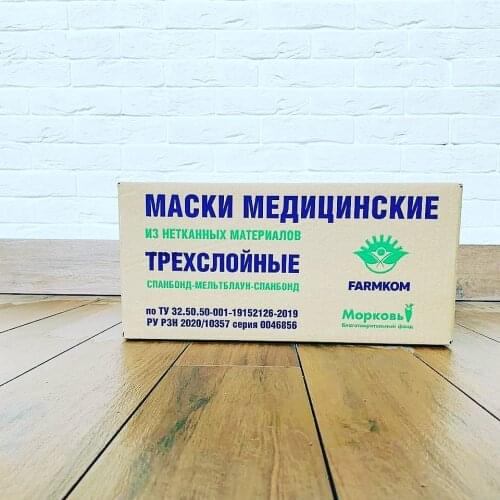 МАСКИ МЕДИЦИНСКИЕ
ИЗ НЕТКАННЫХ МАТЕРИАЛОВ
ТРЕХСЛОЙНЫЕ
СПАНБОНД-МЕЛЬТБЛАУН-СПАНБОНД
по ТУ 32.50.50-001-19152126-2019
РУ РЗН 2020/10357 серия 0046856
FARMKOM
Морковь
Благотворительный фонд